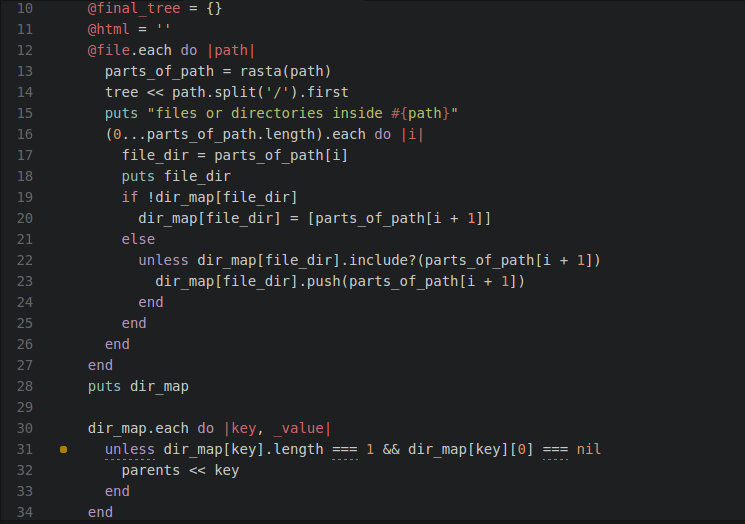 10 @final_tree = {}
11 @html = ''
12 @file.each do |path|
13 parts_of_path = rasta(path)
14 tree << path.split('/').first
15 puts "files or directories inside #{path}"
16 (0...parts_of_path.length).each do |i|
17 file_dir = parts_of_path[i]
18 puts file_dir
19 if !dir_map[file_dir]
20 dir_map[file_dir] = [parts_of_path[i + 1]]
21 else
22 unless dir_map[file_dir].include?(parts_of_path[i + 1])
23 dir_map[file_dir].push(parts_of_path[i + 1])
24 end
25 end
26 end
27 end
28 puts dir_map
29
30 dir_map.each do |key, _value|
31 unless dir_map[key].length === 1 && dir_map[key][0] === nil
32 parents << key
33 end
34 end